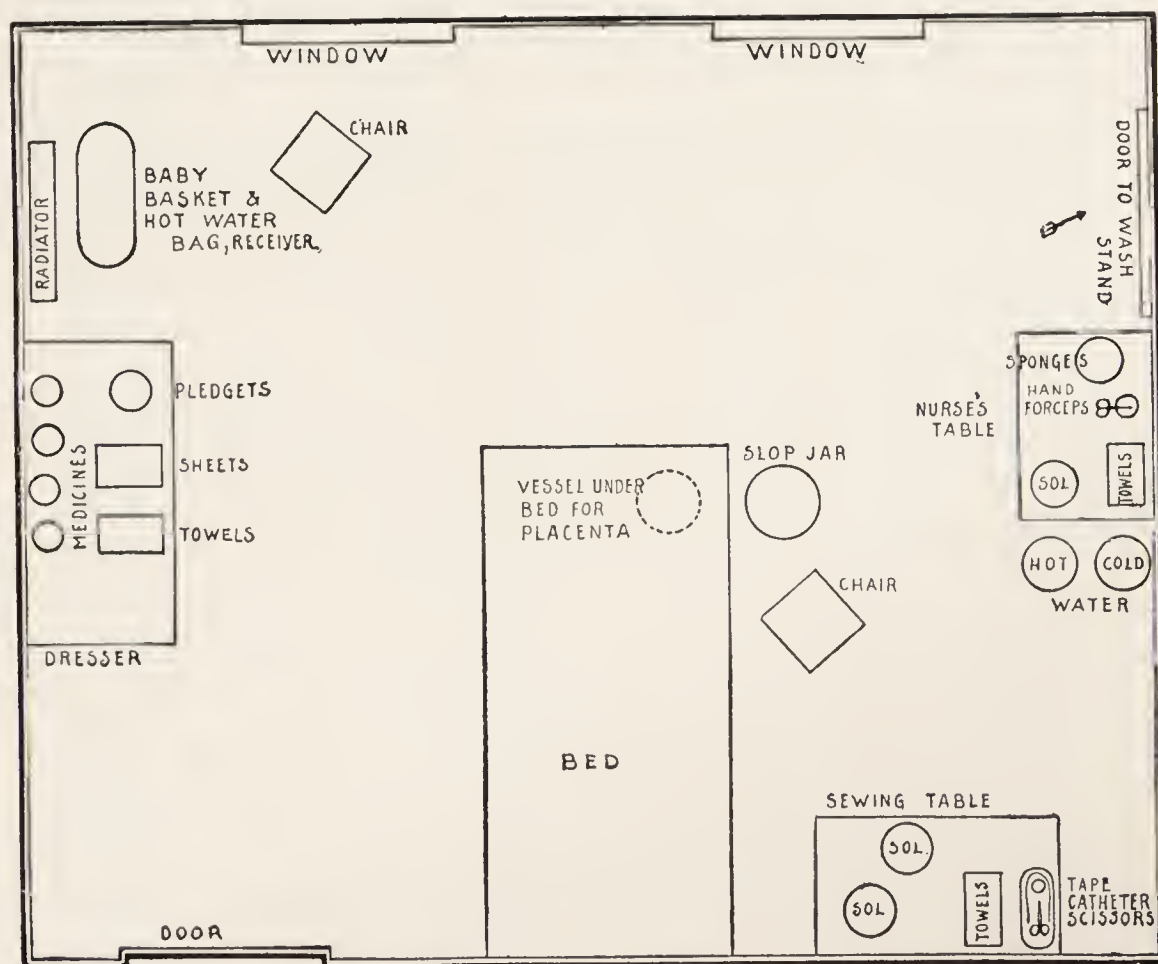 WINDOW
WINDOW
CHAIR
RADIATOR
BABY
BASKET &
HOT WATER
BAG, RECEIVER,
DOOR TO WASH
STAND
PLEDGETS
SHEETS
TOWELS
MEDICINES
DRESSER
SPONGES
HAND
FORCEPS
NURSE'S
TABLE
SOL
TOWELS
HOT
COLD
WATER
SLOP JAR
VESSEL UNDER
BED FOR
PLACENTA
CHAIR
BED
SEWING TABLE
SOL.
SOL
TOWELS
TAPE
CATHETER
SCISSORS
DOOR